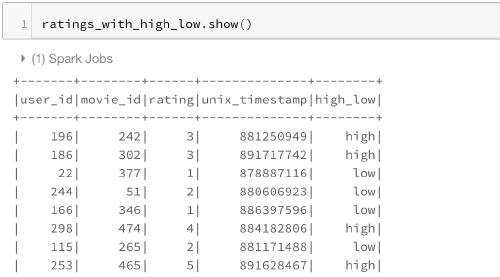 1 ratings_with_high_low.show()
(1) Spark Jobs
+-------+--------+------+--------------+--------+
|user_id|movie_id|rating|unix_timestamp|high_low|
+-------+--------+------+--------------+--------+
|    196|     242|     3|     881250949|    high|
|    186|     302|     3|     891717742|    high|
|     22|     377|     1|     878887116|     low|
|    244|      51|     2|     880606923|     low|
|    166|     346|     1|     886397596|     low|
|    298|     474|     4|     884182806|    high|
|    115|     265|     2|     881171488|     low|
|    253|     465|     5|     891628467|    high|